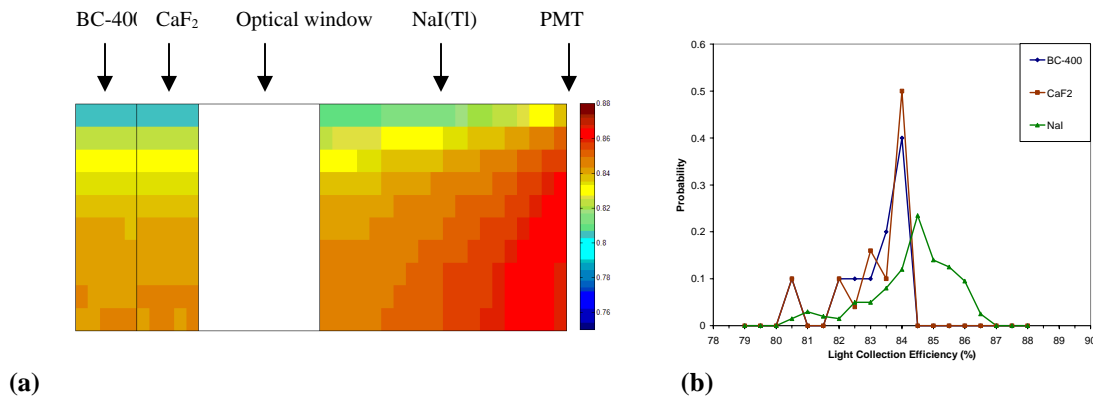 BC-400 CaF2 Optical window NaI(Tl) PMT
0.88
0.86
0.84
0.82
0.8
0.78
0.76
(a)
0.6
0.5
0.4
0.3
0.2
0.1
0
Probability
78 79 80 81 82 83 84 85 86 87 88 89 90
Light Collection Efficiency (%)
BC-400
CaF2
NaI
(b)